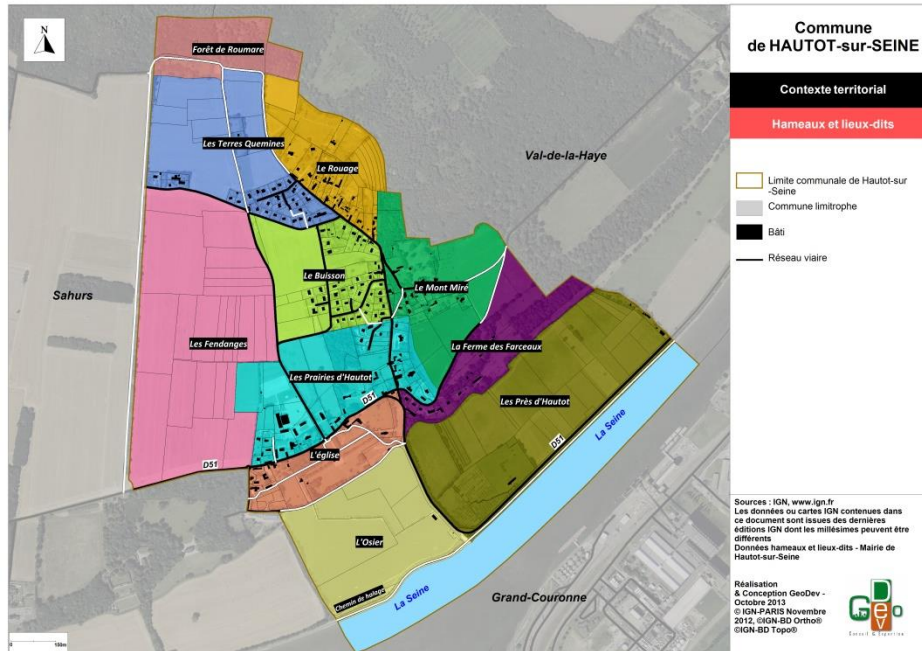 N
Forêt de Roumare
Les Terres Quemines
Le Rouage
Val-de-la-Haye
Le Buisson
Le Mont Miré
Sahurs
Les Fendanges
La Ferme des Farceaux
Les Prairies d'Hautot
Les Près d'Hautot
D51
La Seine
D51
L'église
D51
L'Osier
Chemin de halage
La Seine
Grand-Couronne
Commune
de HAUTOT-sur-SEINE
Contexte territorial
Hameaux et lieux-dits
Limite communale de Hautot-sur
-Seine
Commune limitrophe
Bâti
Réseau viaire
Sources : IGN, www.ign.fr
Les données ou cartes IGN contenues dans
ce document sont issues des dernières
éditions IGN dont les millésimes peuvent être
différents
Données hameaux et lieux-dits - Mairie de
Hautot-sur-Seine
Réalisation
& Conception GeoDev -
Octobre 2013
© IGN-PARIS Novembre
2012, ©IGN-BD Ortho®
©IGN-BD Topo®
GeoDev
Conseil & Expertise
0